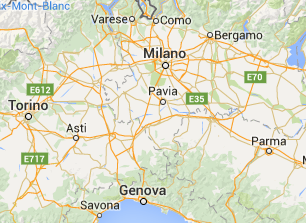 x-Mont-Blanc
Varese
Como
Bergamo
Milano
E612
E70
Pavia
E35
Torino
Asti
Parma
E717
Genova
Savona